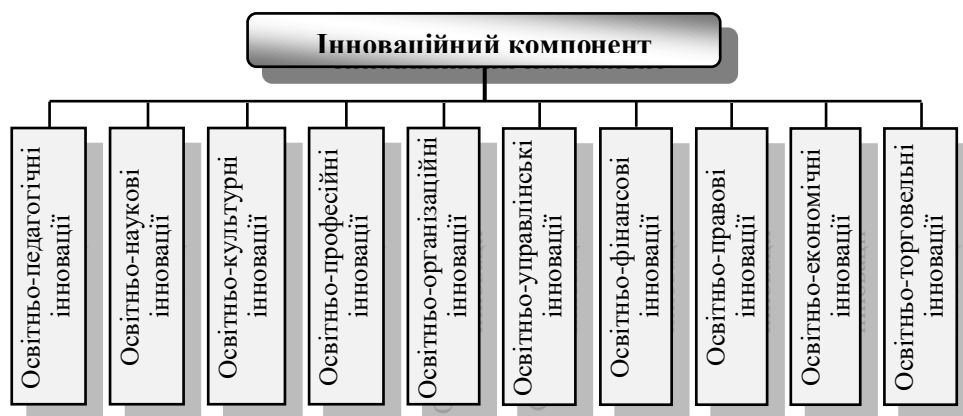 Інноваційний компонент
Освітньо-педагогічні
інновації
Освітньо-наукові
інновації
Освітньо-культурні
інновації
Освітньо-професійні
інновації
Освітньо-організаційні
інновації
Освітньо-управлінські
інновації
Освітньо-фінансові
інновації
Освітньо-правові
інновації
Освітньо-економічні
інновації
Освітньо-торговельні
інновації